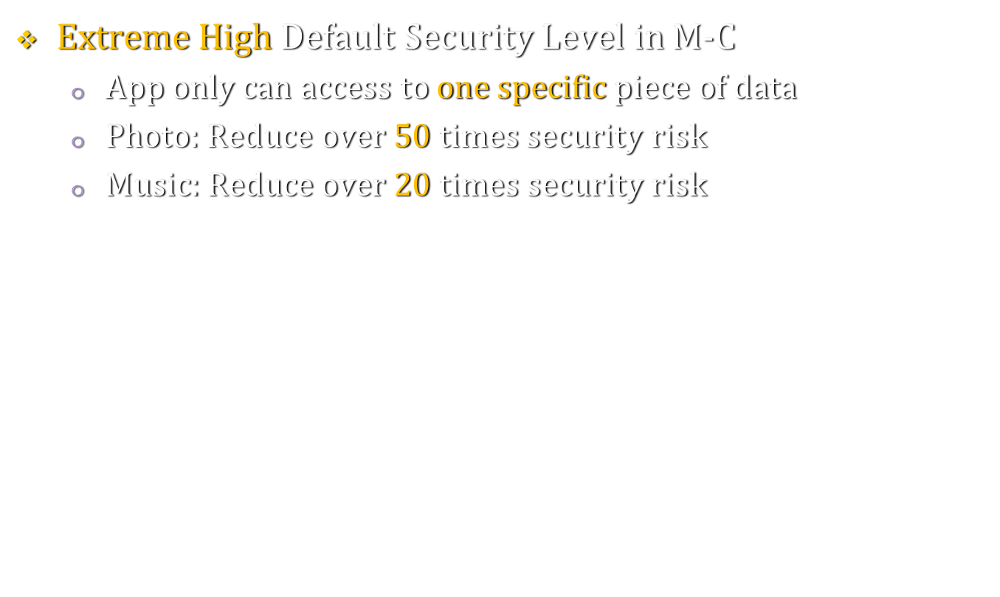 Extreme High Default Security Level in M-C
App only can access to one specific piece of data
Photo: Reduce over 50 times security risk
Music: Reduce over 20 times security risk